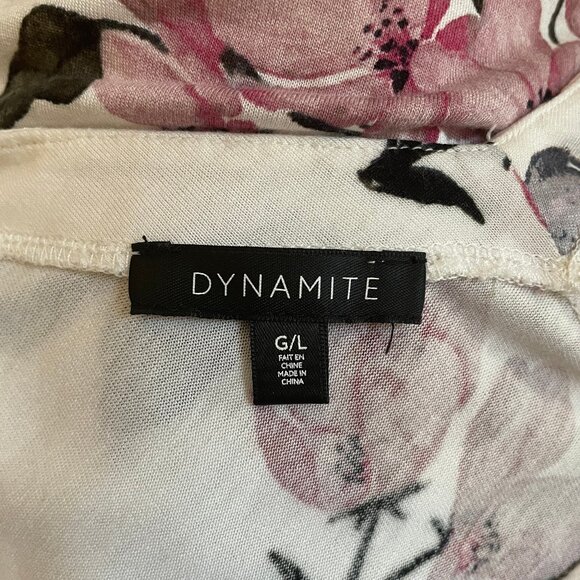 DYNAMITE
G/L
FAIT EN
CHINE
MADE IN
CHINA